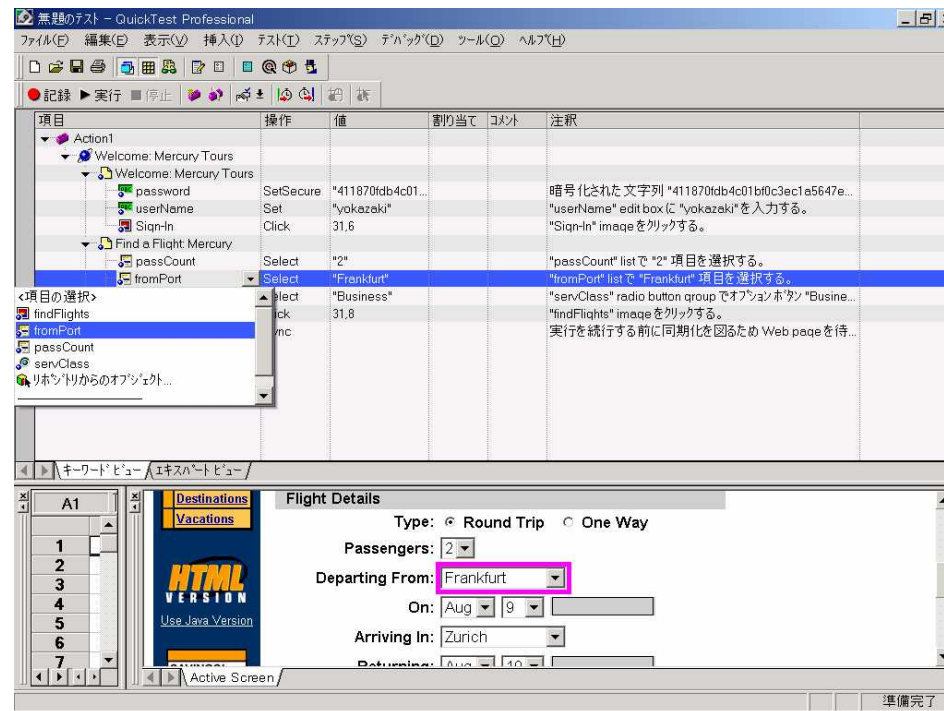 無題のテスト - QuickTest Professional
ファイル(F) 編集(E) 表示(V) 挿入(I) テスト(T) ステップ(S) デバッグ(D) ツール(O) ヘルプ(H)
記録 実行 停止
項目 操作 値 割り当て コメント 注釈
Action1
Welcome: Mercury Tours
Welcome: Mercury Tours
password SetSecure "411870fdb4c01... 暗号化された文字列 "411870fdb4c01bf0c3ec1a5647e...
userName Set "yokazaki" "userName" edit box に "yokazaki" を入力する。
Sign-In Click 31,6 "Sign-In" image をクリックする。
Find a Flight: Mercury
passCount Select "2" "passCount" list で "2" 項目を選択する。
fromPort Select "Frankfurt" "fromPort" list で "Frankfurt" 項目を選択する。
<項目の選択> elect "Business" "servClass" radio button group でオプション ボタン "Busine...
findFlights ick 31,8 "findFlights" image をクリックする。
fromPort ync 実行を続行する前に同期化を図るため Web page を待...
passCount
servClass
リポジトリからのオブジェクト...
キーワード ビュー エキスパート ビュー
A1
1
2
3
4
5
6
7
Destinations
Vacations
HTML
VERSION
Use Java Version
Flight Details
Type: Round Trip One Way
Passengers: 2
Departing From: Frankfurt
On: Aug 9
Arriving In: Zurich
Returning: Aug 10
Active Screen
準備完了